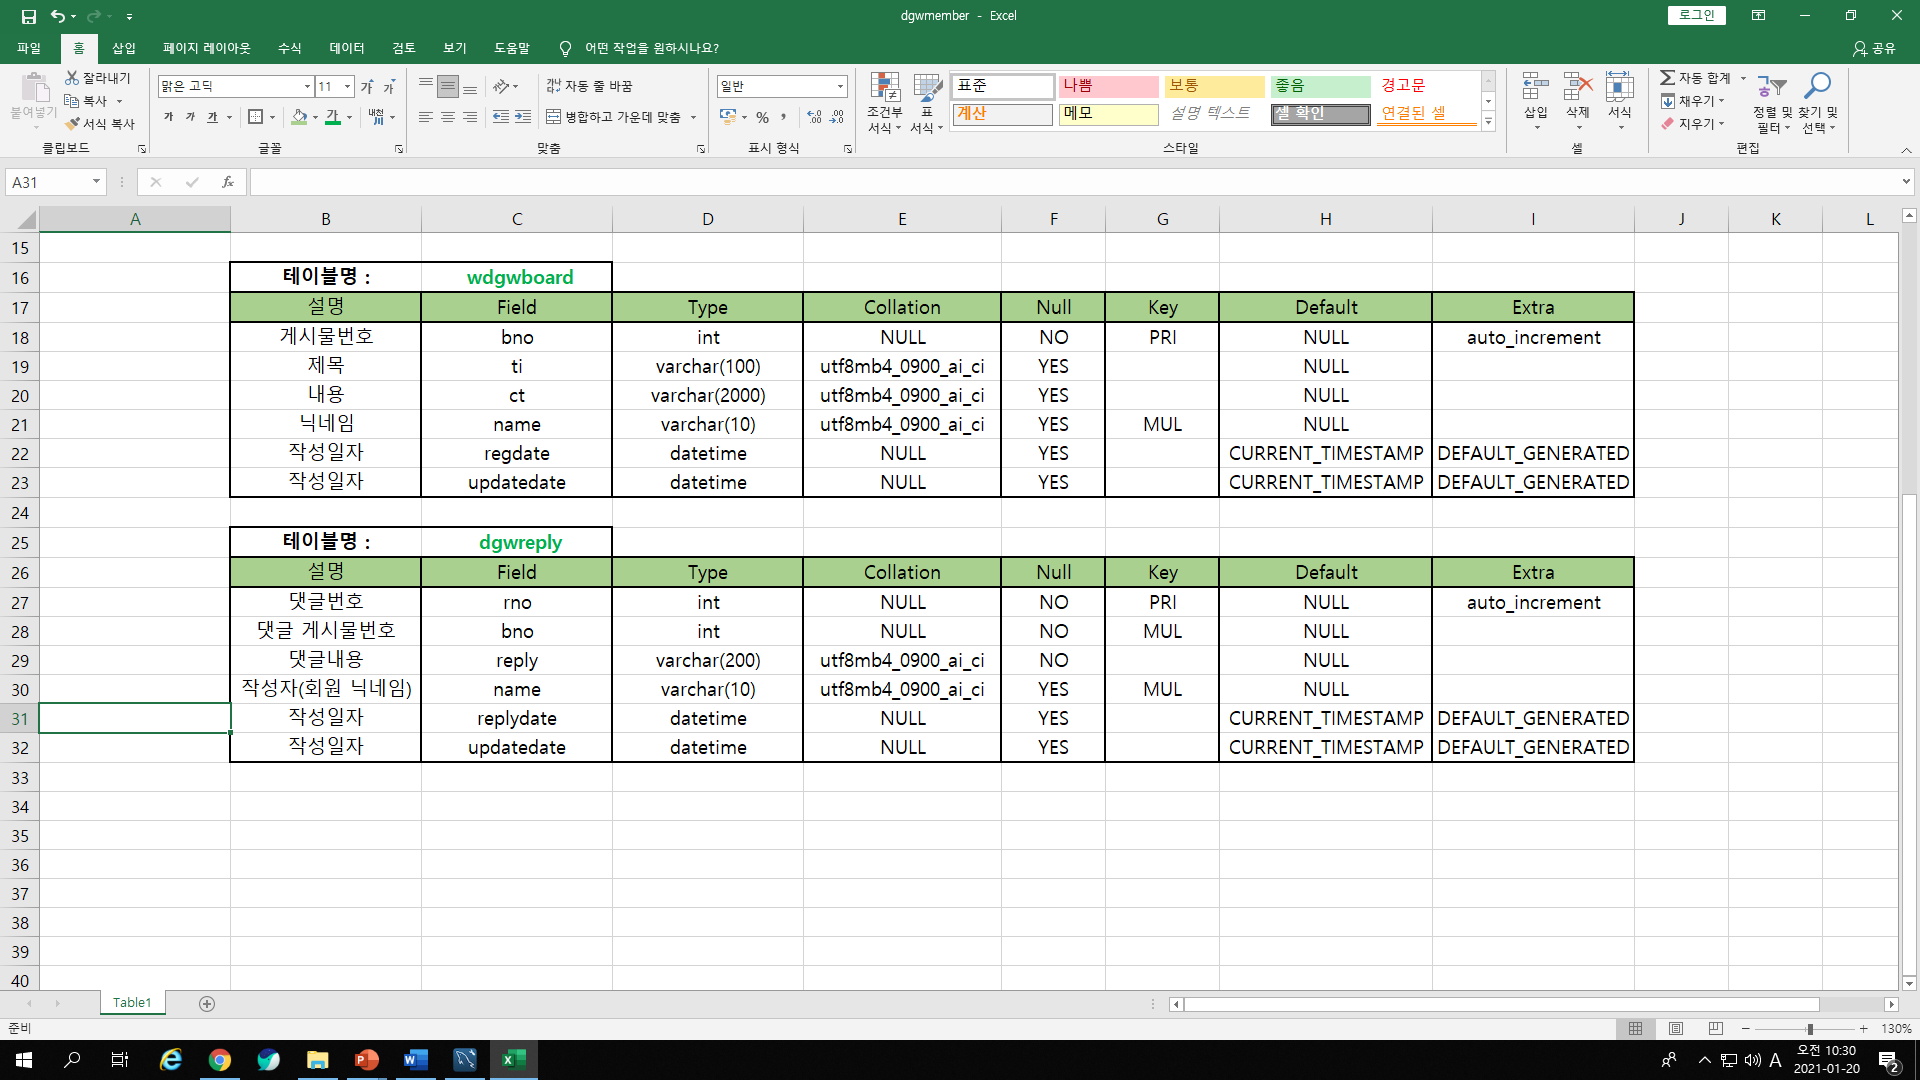 dgwmember - Excel
로그인
파일 홈 삽입 페이지 레이아웃 수식 데이터 검토 보기 도움말 어떤 작업을 원하시나요? 공유
붙여넣기
잘라내기
복사
서식 복사
클립보드
맑은 고딕 11
가 가
가 가 가 가
내천
글꼴
자동 줄 바꿈
병합하고 가운데 맞춤
맞춤
일반
%
표시 형식
조건부 서식
표 서식
표준 나쁨 보통 좋음 경고문
계산 메모 설명 텍스트 셀 확인 연결된 셀
스타일
삽입 삭제 서식
셀
자동 합계
채우기
지우기
정렬 및 필터
찾기 및 선택
편집
A31 fx
A B C D E F G H I J K L
15
16 테이블명 : wdgwboard
17 설명 Field Type Collation Null Key Default Extra
18 게시물번호 bno int NULL NO PRI NULL auto_increment
19 제목 ti varchar(100) utf8mb4_0900_ai_ci YES NULL
20 내용 ct varchar(2000) utf8mb4_0900_ai_ci YES NULL
21 닉네임 name varchar(10) utf8mb4_0900_ai_ci YES MUL NULL
22 작성일자 regdate datetime NULL YES CURRENT_TIMESTAMP DEFAULT_GENERATED
23 작성일자 updatedate datetime NULL YES CURRENT_TIMESTAMP DEFAULT_GENERATED
24
25 테이블명 : dgwreply
26 설명 Field Type Collation Null Key Default Extra
27 댓글번호 rno int NULL NO PRI NULL auto_increment
28 댓글 게시물번호 bno int NULL NO MUL NULL
29 댓글내용 reply varchar(200) utf8mb4_0900_ai_ci NO NULL
30 작성자(회원 닉네임) name varchar(10) utf8mb4_0900_ai_ci YES MUL NULL
31 작성일자 replydate datetime NULL YES CURRENT_TIMESTAMP DEFAULT_GENERATED
32 작성일자 updatedate datetime NULL YES CURRENT_TIMESTAMP DEFAULT_GENERATED
33
34
35
36
37
38
39
40
Table1
준비
130%
A
오전 10:30
2021-01-20
2